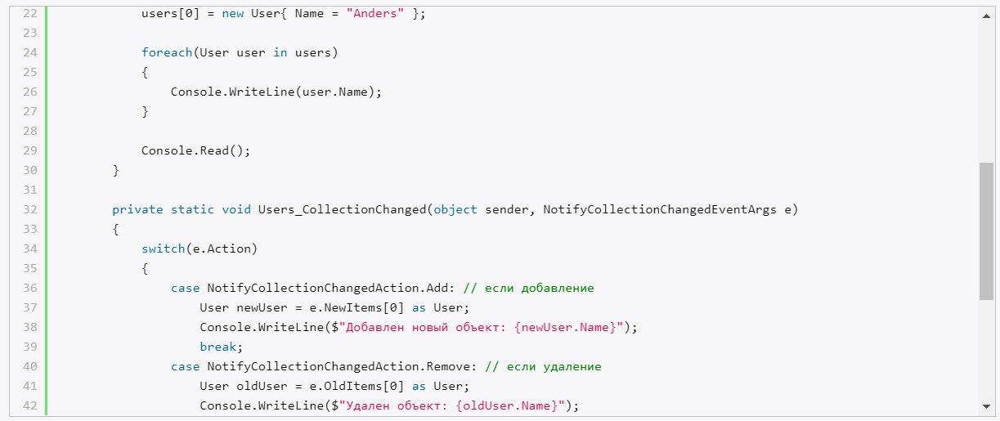 22 users[0] = new User{ Name = "Anders" };
23
24 foreach(User user in users)
25 {
26 Console.WriteLine(user.Name);
27 }
28
29 Console.Read();
30 }
31
32 private static void Users_CollectionChanged(object sender, NotifyCollectionChangedEventArgs e)
33 {
34 switch(e.Action)
35 {
36 case NotifyCollectionChangedAction.Add: // если добавление
37 User newUser = e.NewItems[0] as User;
38 Console.WriteLine($"Добавлен новый объект: {newUser.Name}");
39 break;
40 case NotifyCollectionChangedAction.Remove: // если удаление
41 User oldUser = e.OldItems[0] as User;
42 Console.WriteLine($"Удален объект: {oldUser.Name}");